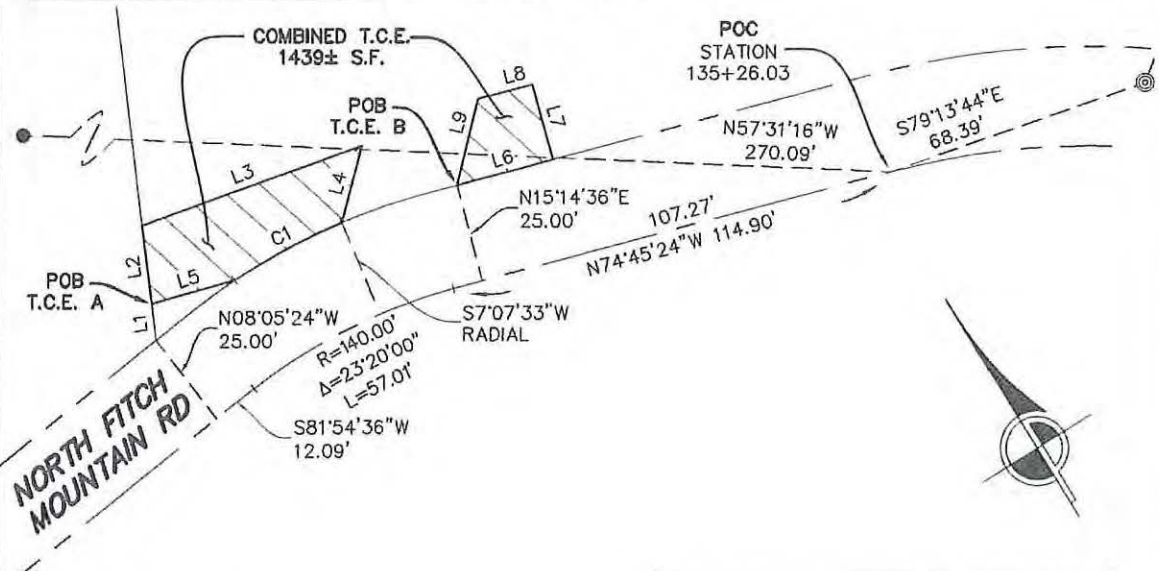 COMBINED T.C.E.
1439± S.F.
POC
STATION
135+26.03
L8
POB
T.C.E. B
L9
L7
L6
N57°31'16"W
270.09'
S79°13'44"E
68.39'
L3
L4
N15°14'36"E
25.00'
C1
107.27'
N74°45'24"W 114.90'
L2
L5
POB
T.C.E. A
L1
N08°05'24"W
25.00'
S7°07'33"W
RADIAL
R=140.00'
Δ=23°20'00"
L=57.01'
S81°54'36"W
12.09'
NORTH FITCH
MOUNTAIN RD